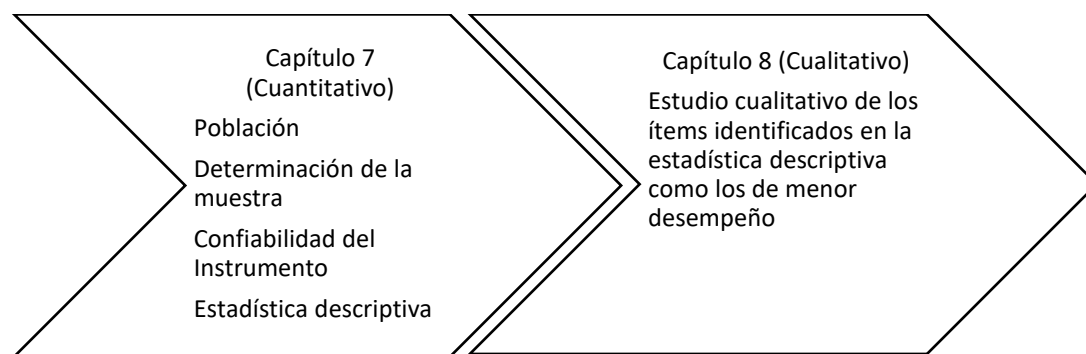 Capítulo 7
(Cuantitativo)
Población
Determinación de la
muestra
Confiabilidad del
Instrumento
Estadística descriptiva
Capítulo 8 (Cualitativo)
Estudio cualitativo de los
ítems identificados en la
estadística descriptiva
como los de menor
desempeño